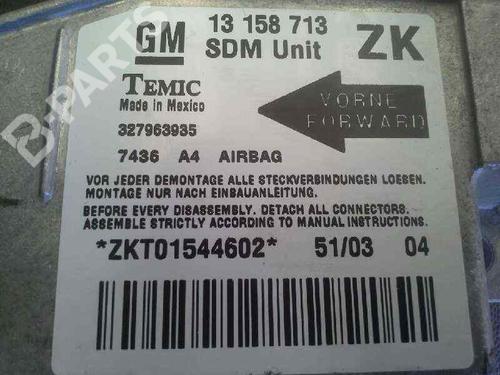 GM 13 158 713 ZK
SDM Unit
TEMIC
Made in Mexico
VORNE
FORWARD
327963935
7436 A4 AIRBAG
VOR JEDER DEMONTAGE ALLE STECKVERBINDUNGEN LOESEN.
MONTAGE NUR NACH EINBAUANLEITUNG.
BEFORE EVERY DISASSEMBLY. DETACH ALL CONNECTORS.
ASSEMBLE STRICTLY ACCORDING TO MANUAL INSTRUCTIONS.
*ZKT01544602* 51/03 04
B-PARTS